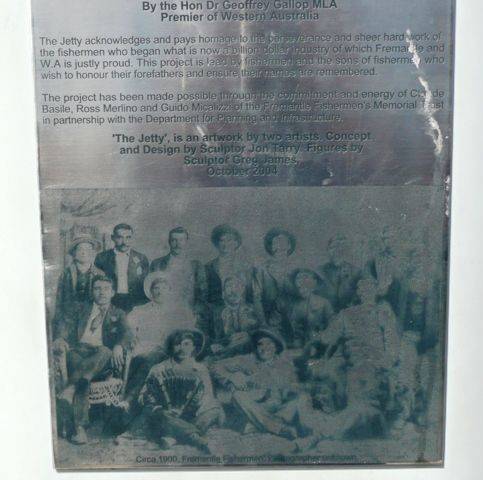 By the Hon Dr Geoffrey Gallop MLA
Premier of Western Australia
The Jetty acknowledges and pays homage to the perseverance and sheer hard work of
the fishermen who began what is now a billion dollar industry of which Fremantle and
W.A is justly proud. This project is lead by fishermen and the sons of fishermen who
wish to honour their forefathers and ensure their names are remembered.
The project has been made possible through the commitment and energy of de
Basile, Ross Merlino and Guido Micalizzi of the Fremantle Fishermen's Memorial Trust
in partnership with the Department for Planning and Infrastructure.
'The Jetty', is an artwork by two artists. Concept
and Design by Sculptor Jon Tarry. Figures by
Sculptor Greg James.
October 2004
Circa 1900, Fremantle Fishermen, Photographer unknown